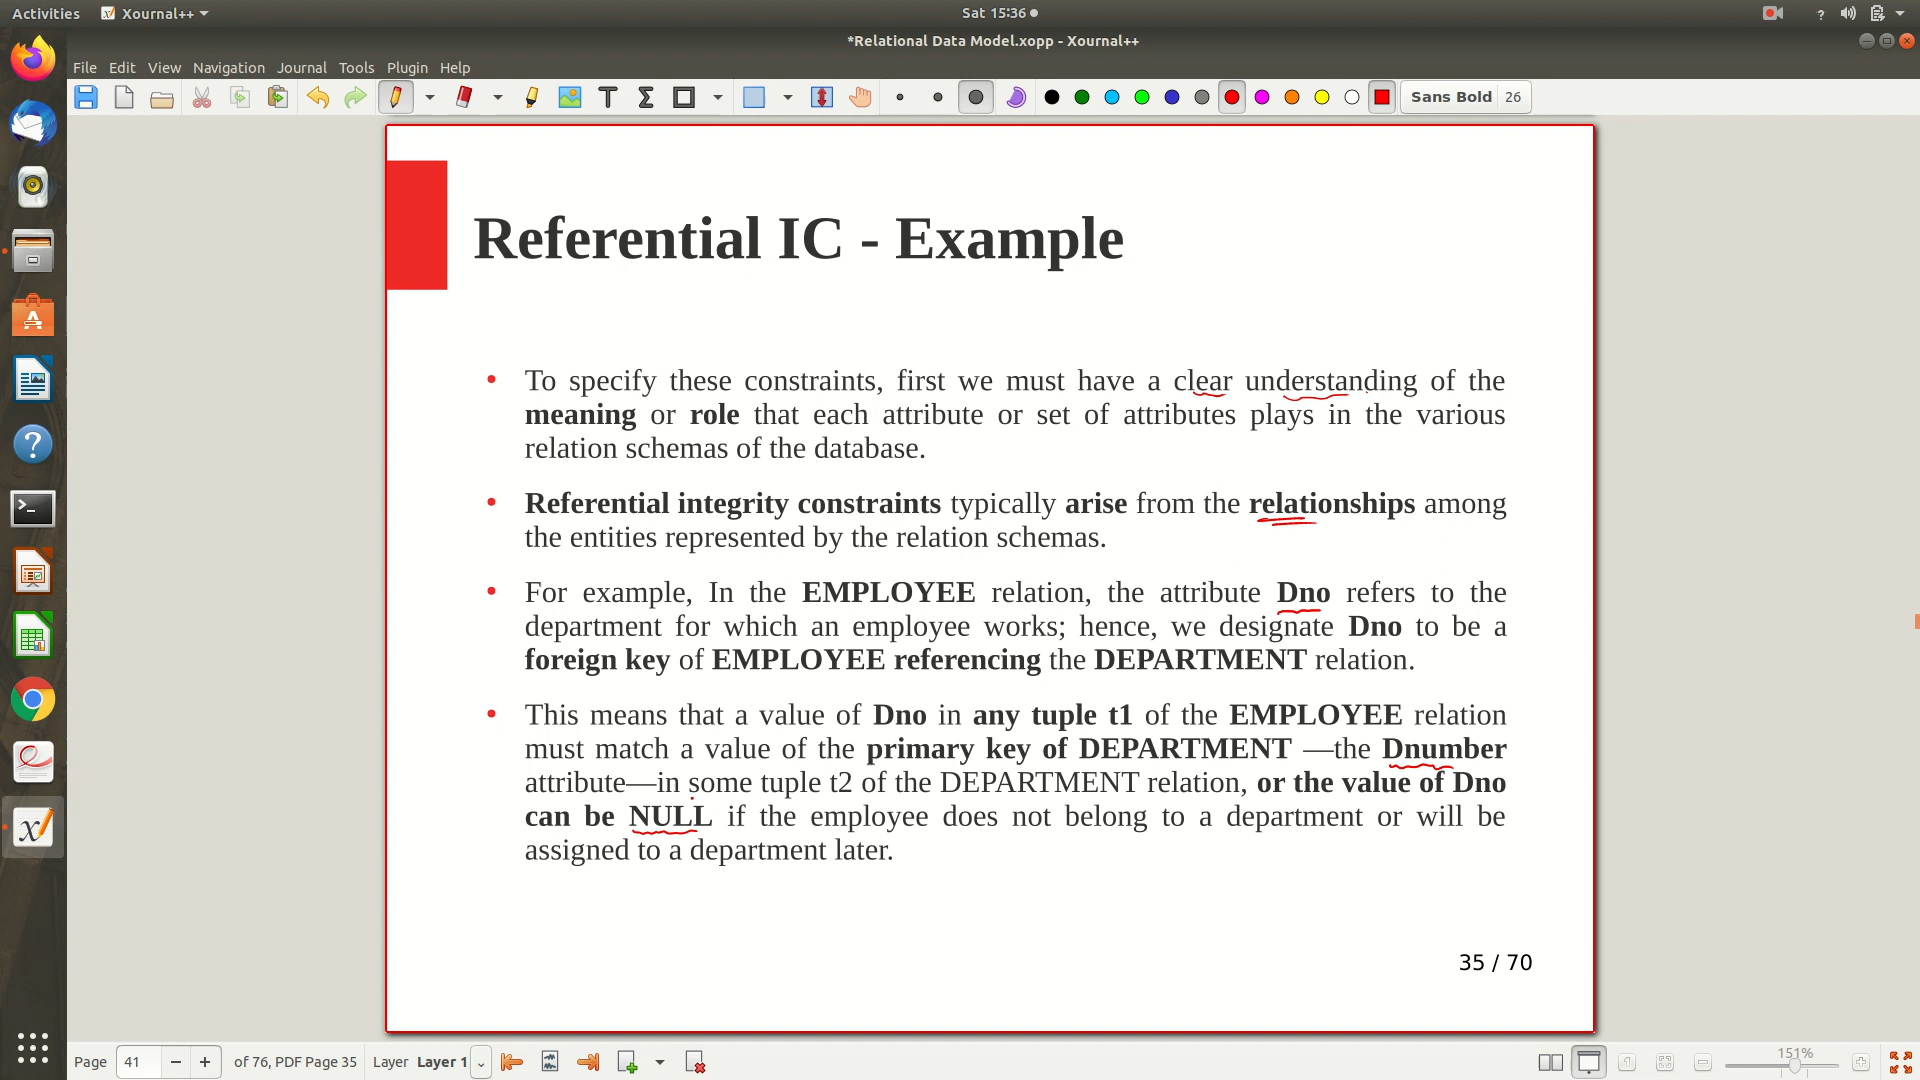 Activities Xournal++ Sat 15:36 ?
*Relational Data Model.xopp - Xournal++
File Edit View Navigation Journal Tools Plugin Help
Sans Bold 26
Referential IC - Example
• To specify these constraints, first we must have a clear understanding of the
meaning or role that each attribute or set of attributes plays in the various
relation schemas of the database.
• Referential integrity constraints typically arise from the relationships among
the entities represented by the relation schemas.
• For example, In the EMPLOYEE relation, the attribute Dno refers to the
department for which an employee works; hence, we designate Dno to be a
foreign key of EMPLOYEE referencing the DEPARTMENT relation.
• This means that a value of Dno in any tuple t1 of the EMPLOYEE relation
must match a value of the primary key of DEPARTMENT —the Dnumber
attribute—in some tuple t2 of the DEPARTMENT relation, or the value of Dno
can be NULL if the employee does not belong to a department or will be
assigned to a department later.
35 / 70
Page 41 − + of 76, PDF Page 35 Layer Layer 1 151%